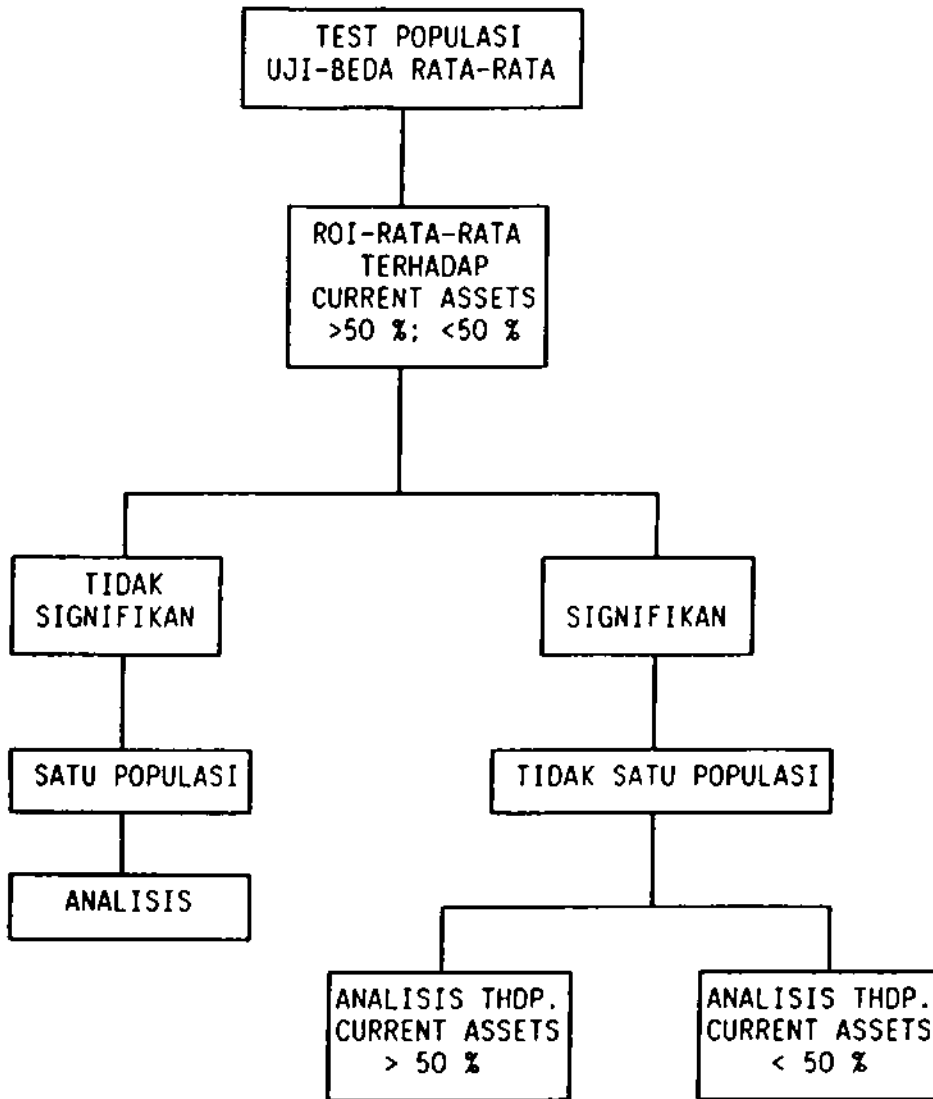 TEST POPULASI
UJI-BEDA RATA-RATA
ROI-RATA-RATA
TERHADAP
CURRENT ASSETS
>50 %; <50 %
TIDAK
SIGNIFIKAN
SIGNIFIKAN
SATU POPULASI
TIDAK SATU POPULASI
ANALISIS
ANALISIS THDP.
CURRENT ASSETS
> 50 %
ANALISIS THDP.
CURRENT ASSETS
< 50 %